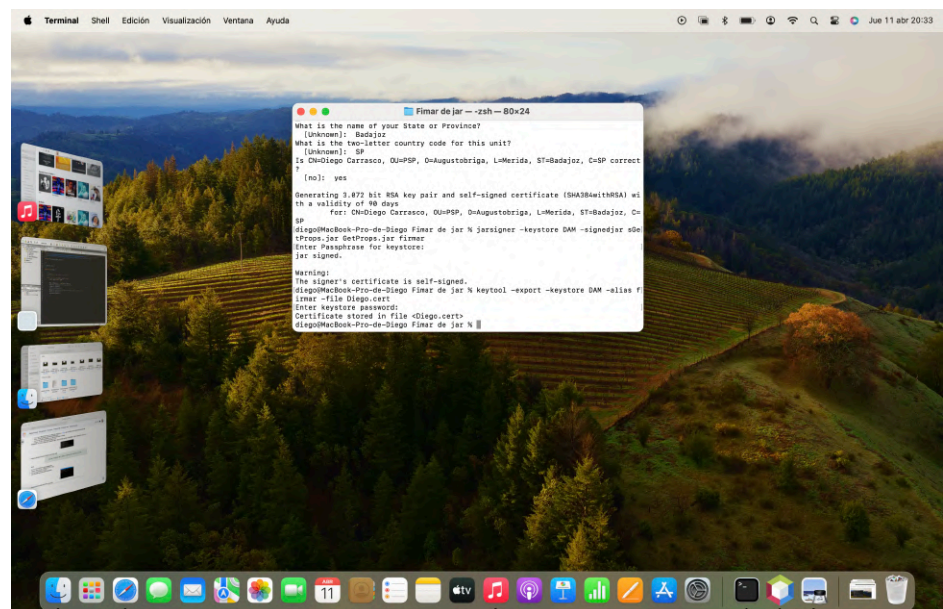 Terminal Shell Edición Visualización Ventana Ayuda
Jue 11 abr 20:33
Fimar de jar — -zsh — 80×24
What is the name of your State or Province?
[Unknown]: Badajoz
What is the two-letter country code for this unit?
[Unknown]: SP
Is CN=Diego Carrasco, OU=PSP, O=Augustobriga, L=Merida, ST=Badajoz, C=SP correct
?
[no]: yes
Generating 3.072 bit RSA key pair and self-signed certificate (SHA384withRSA) wi
th a validity of 90 days
for: CN=Diego Carrasco, OU=PSP, O=Augustobriga, L=Merida, ST=Badajoz, C=
SP
diego@MacBook-Pro-de-Diego Fimar de jar % jarsigner -keystore DAM -signedjar sGe
tProps.jar GetProps.jar firmar
Enter Passphrase for keystore:
jar signed.
Warning:
The signer's certificate is self-signed.
diego@MacBook-Pro-de-Diego Fimar de jar % keytool -export -keystore DAM -alias f
irmar -file Diego.cert
Enter keystore password:
Certificate stored in file <Diego.cert>
diego@MacBook-Pro-de-Diego Fimar de jar %
ABR
11
tv